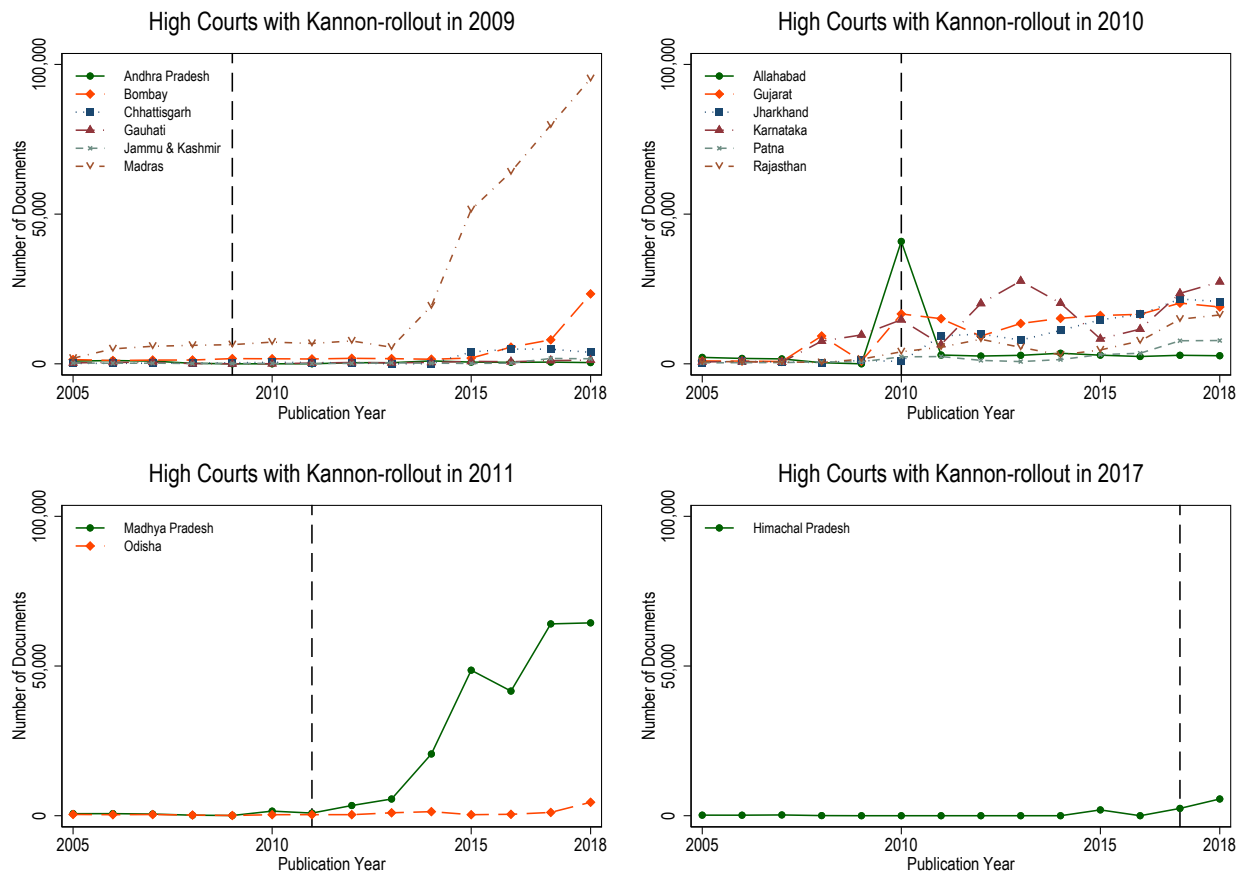 High Courts with Kannon-rollout in 2009
Number of Documents
100,000
50,000
0
Andhra Pradesh
Bombay
Chhattisgarh
Gauhati
Jammu & Kashmir
Madras
2005
2010
2015
2018
Publication Year
High Courts with Kannon-rollout in 2010
Number of Documents
100,000
50,000
0
Allahabad
Gujarat
Jharkhand
Karnataka
Patna
Rajasthan
2005
2010
2015
2018
Publication Year
High Courts with Kannon-rollout in 2011
Number of Documents
100,000
50,000
0
Madhya Pradesh
Odisha
2005
2010
2015
2018
Publication Year
High Courts with Kannon-rollout in 2017
Number of Documents
100,000
50,000
0
Himachal Pradesh
2005
2010
2015
2018
Publication Year